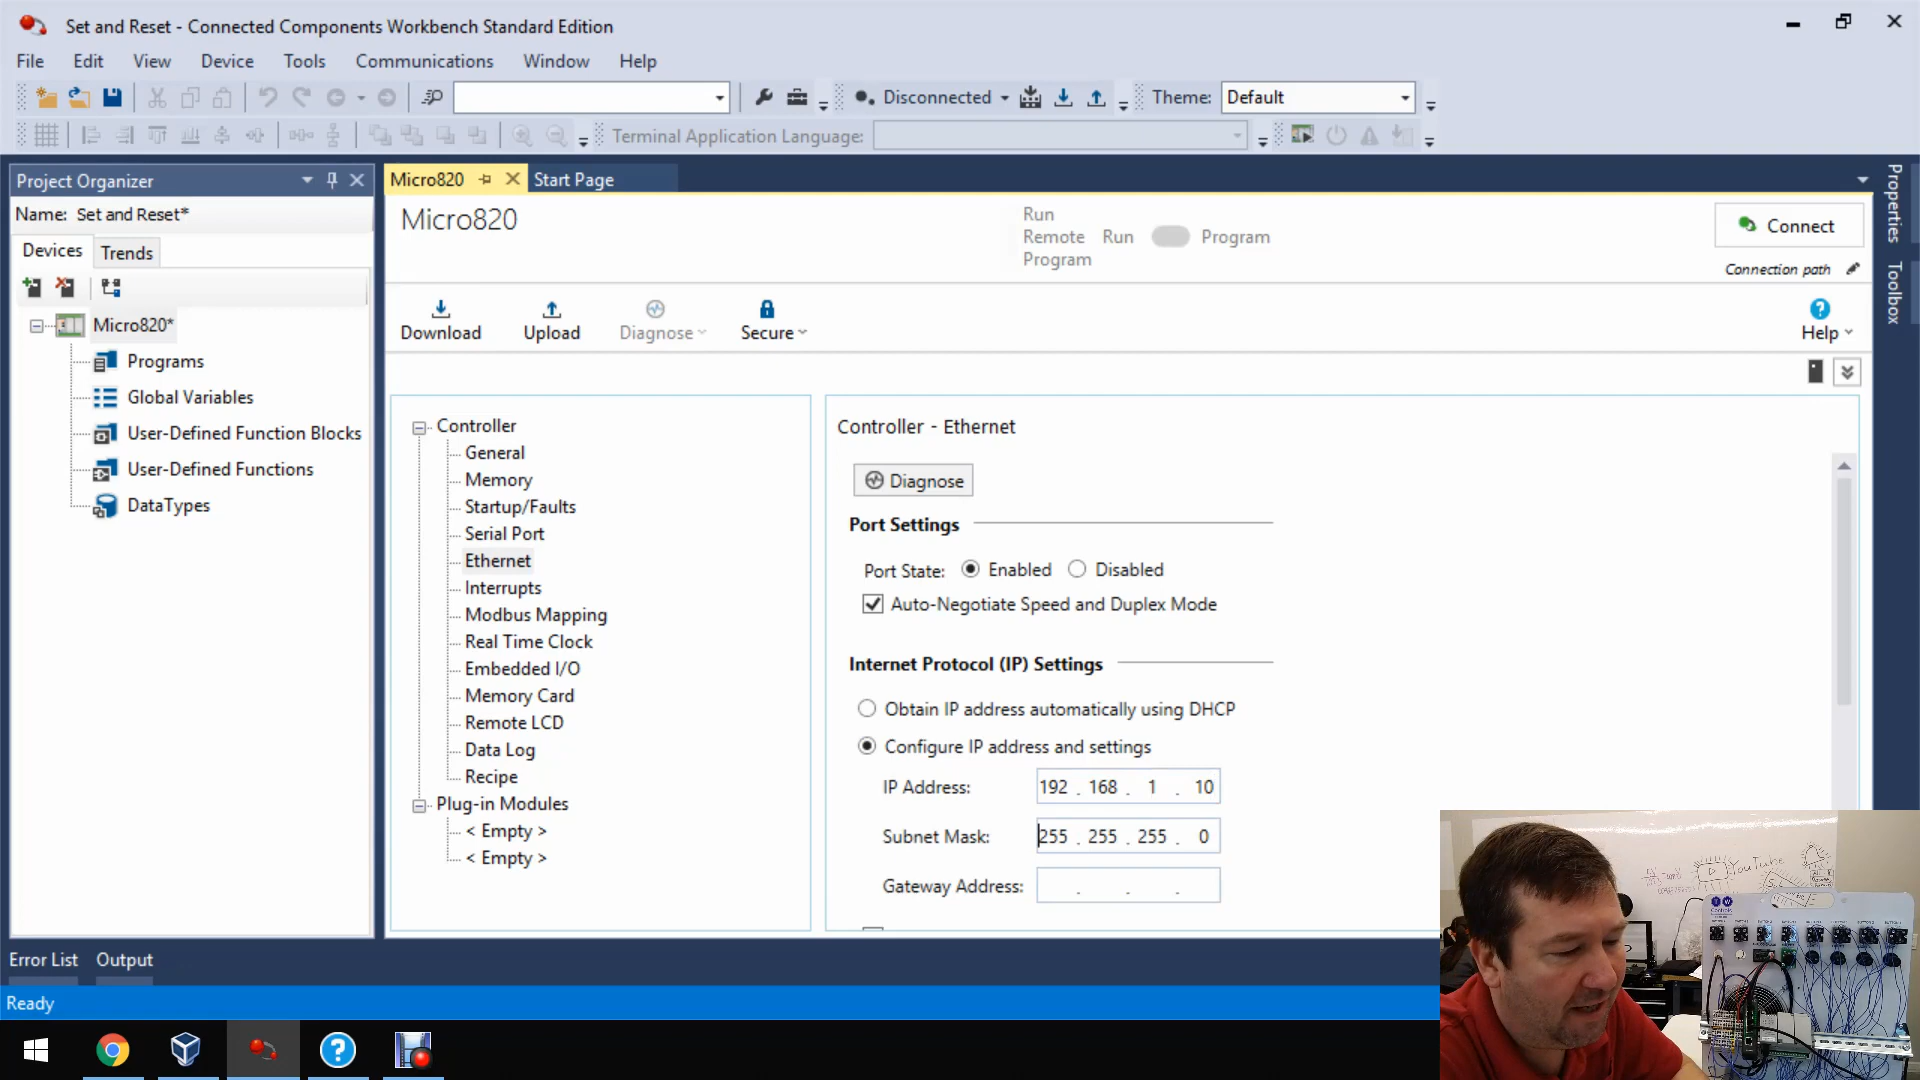 Set and Reset - Connected Components Workbench Standard Edition
File Edit View Device Tools Communications Window Help
Disconnected Theme: Default
Terminal Application Language:
Project Organizer
Name: Set and Reset*
Devices Trends
Micro820*
Programs
Global Variables
User-Defined Function Blocks
User-Defined Functions
DataTypes
Micro820 Start Page
Micro820
Run
Remote Run Program
Program
Connect
Connection path
Download Upload Diagnose Secure Help
Controller
General
Memory
Startup/Faults
Serial Port
Ethernet
Interrupts
Modbus Mapping
Real Time Clock
Embedded I/O
Memory Card
Remote LCD
Data Log
Recipe
Plug-in Modules
< Empty >
< Empty >
Controller - Ethernet
Diagnose
Port Settings
Port State: Enabled Disabled
Auto-Negotiate Speed and Duplex Mode
Internet Protocol (IP) Settings
Obtain IP address automatically using DHCP
Configure IP address and settings
IP Address: 192 . 168 . 1 . 10
Subnet Mask: 255 . 255 . 255 . 0
Gateway Address: . . .
Properties
Toolbox
Error List Output
Ready
YouTube
Controls